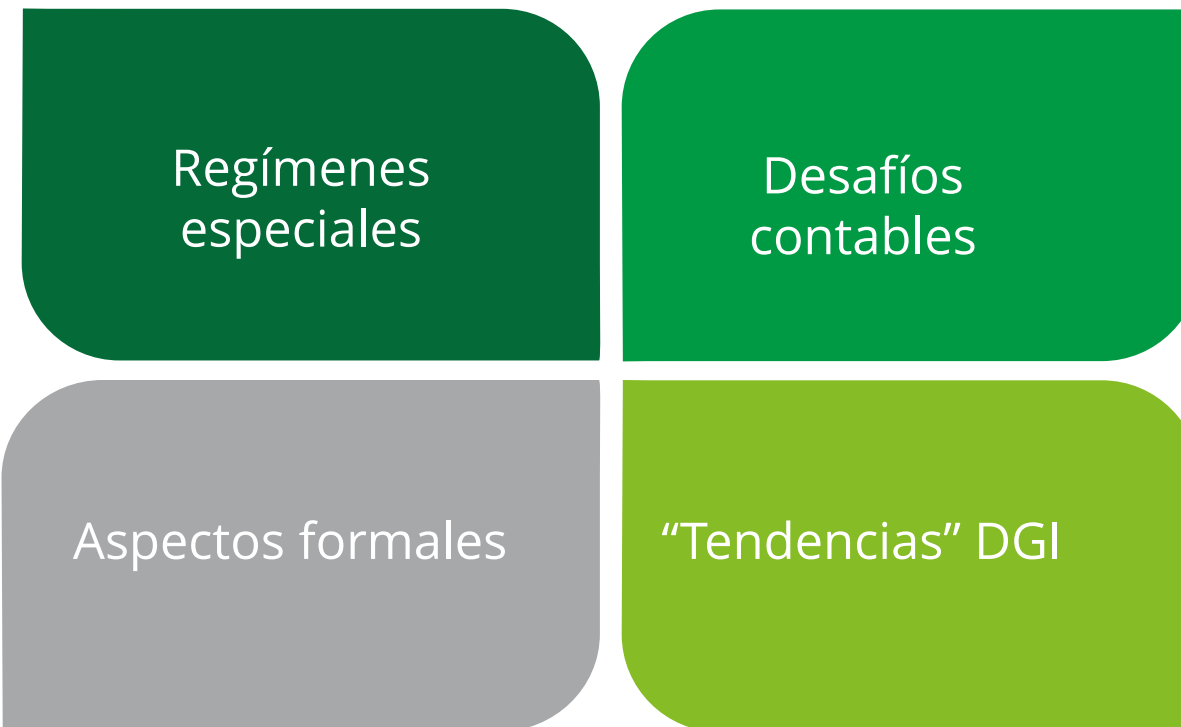 Regímenes
especiales
Desafíos
contables
Aspectos formales
“Tendencias” DGI